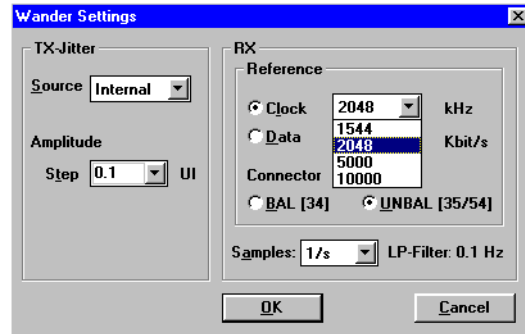 Wander Settings
TX-Jitter
Source Internal
Amplitude
Step 0.1 UI
RX
Reference
Clock 2048 kHz
1544
2048
5000
10000
Data Kbit/s
Connector
BAL [34] UNBAL [35/54]
Samples: 1/s LP-Filter: 0.1 Hz
OK Cancel